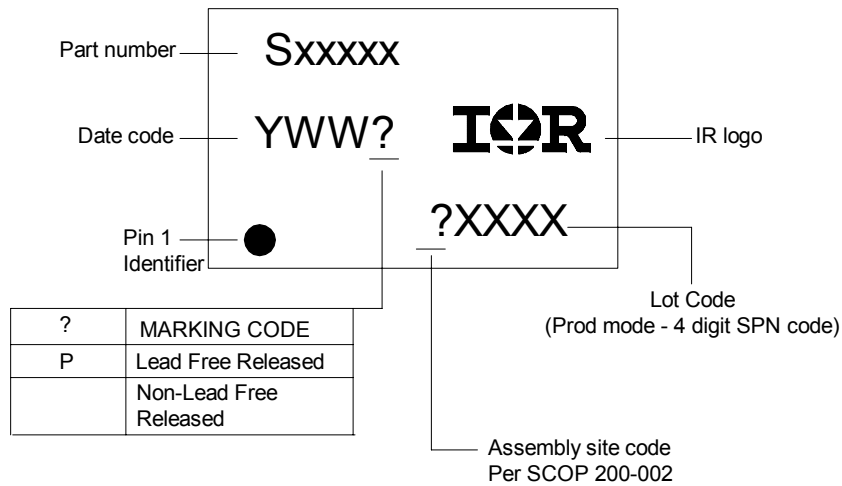 Part number
Sxxxxx
Date code
YWW?
IOR
IR logo
?XXXX
Pin 1
Identifier
Lot Code
(Prod mode - 4 digit SPN code)
? MARKING CODE
P Lead Free Released
Non-Lead Free
Released
Assembly site code
Per SCOP 200-002